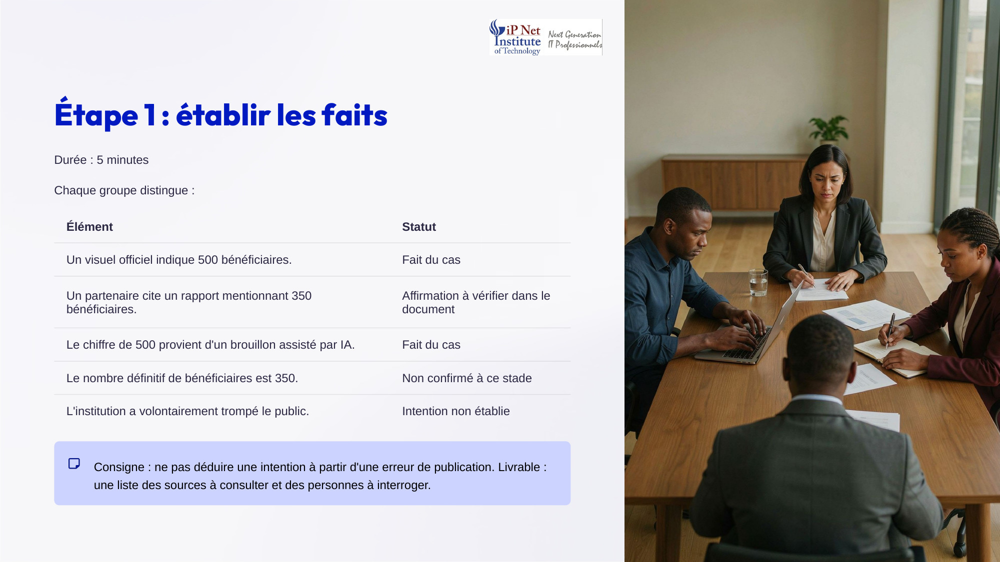 iP Net
Institute
of Technology
Next Generation
IT Professionnels
Étape 1 : établir les faits
Durée : 5 minutes
Chaque groupe distingue :
Élément Statut
Un visuel officiel indique 500 bénéficiaires. Fait du cas
Un partenaire cite un rapport mentionnant 350 Affirmation à vérifier dans le
bénéficiaires. document
Le chiffre de 500 provient d'un brouillon assisté par IA. Fait du cas
Le nombre définitif de bénéficiaires est 350. Non confirmé à ce stade
L'institution a volontairement trompé le public. Intention non établie
Consigne : ne pas déduire une intention à partir d'une erreur de publication. Livrable :
une liste des sources à consulter et des personnes à interroger.